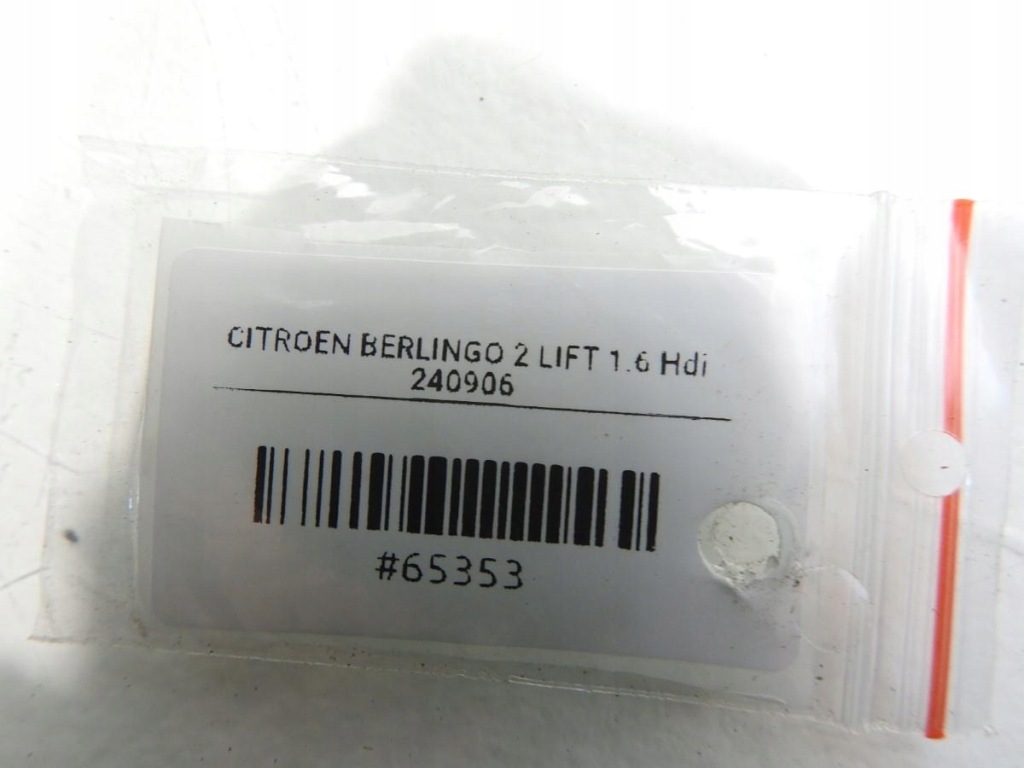 CITROEN BERLINGO 2 LIFT 1.6 Hdi
240906
#65353